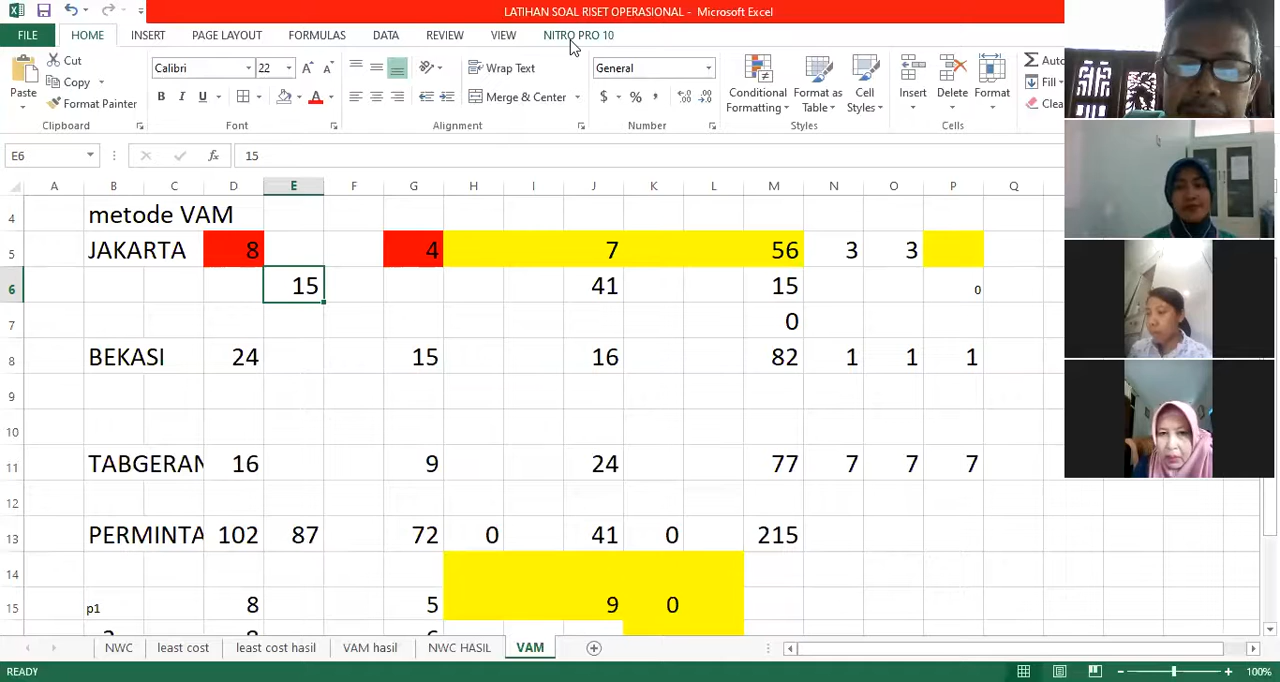 LATIHAN SOAL RISET OPERASIONAL - Microsoft Excel
FILE HOME INSERT PAGE LAYOUT FORMULAS DATA REVIEW VIEW NITRO PRO 10
Cut
Copy
Format Painter
Paste
Calibri 22
B I U
Wrap Text
Merge & Center
General
$ % ,
Conditional Formatting
Format as Table
Cell Styles
Insert Delete Format
Auto
Fill
Clea
Clipboard Font Alignment Number Styles Cells
E6 fx 15
A B C D E F G H I J K L M N O P Q
4 metode VAM
5 JAKARTA 8 4 7 56 3 3
6 15 41 15 0
7 0
8 BEKASI 24 15 16 82 1 1 1
9
10
11 TABGERAN 16 9 24 77 7 7 7
12
13 PERMINTA 102 87 72 0 41 0 215
14
15 p1 8 5 9 0
NWC least cost least cost hasil VAM hasil NWC HASIL VAM
READY 100%